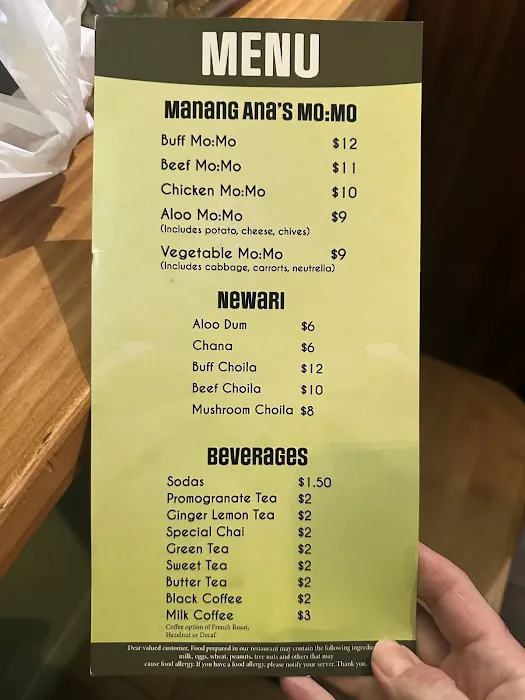 MENU
Manang Ana's Mo:Mo
Buff Mo:Mo $12
Beef Mo:Mo $11
Chicken Mo:Mo $10
Aloo Mo:Mo $9
(Includes potato, cheese, chives)
Vegetable Mo:Mo $9
(Includes cabbage, carrorts, neutrella)
Newari
Aloo Dum $6
Chana $6
Buff Choila $12
Beef Choila $10
Mushroom Choila $8
Beverages
Sodas $1.50
Promogranate Tea $2
Ginger Lemon Tea $2
Special Chai $2
Green Tea $2
Sweet Tea $2
Butter Tea $2
Black Coffee $2
Milk Coffee $3
Coffee option of French Roast,
Hazelnut or Decaf
Dear valued customer, Food prepared in our restaurant may contain the following
milk, eggs, wheat, peanuts, tree nuts and others that may
cause food allergy. If you have a food allergy, please notify your server. Thank you.